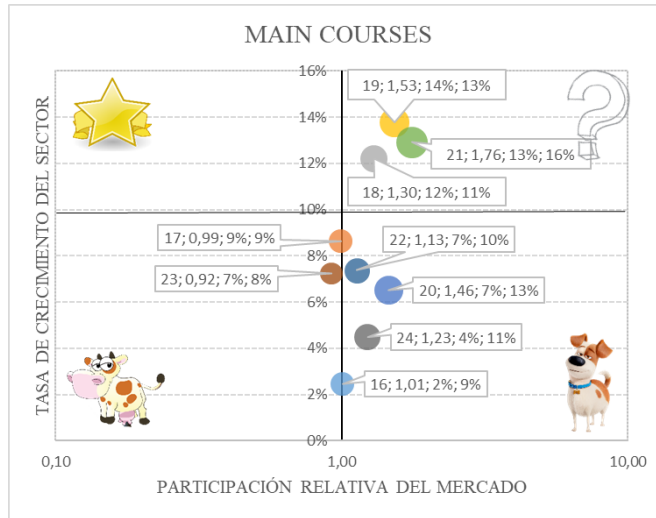 MAIN COURSES
TASA DE CRECIMIENTO DEL SECTOR
16%
14%
12%
10%
8%
6%
4%
2%
0%
19; 1,53; 14%; 13%
21; 1,76; 13%; 16%
18; 1,30; 12%; 11%
17; 0,99; 9%; 9%
22; 1,13; 7%; 10%
23; 0,92; 7%; 8%
20; 1,46; 7%; 13%
24; 1,23; 4%; 11%
16; 1,01; 2%; 9%
?
0,10
1,00
10,00
PARTICIPACIÓN RELATIVA DEL MERCADO